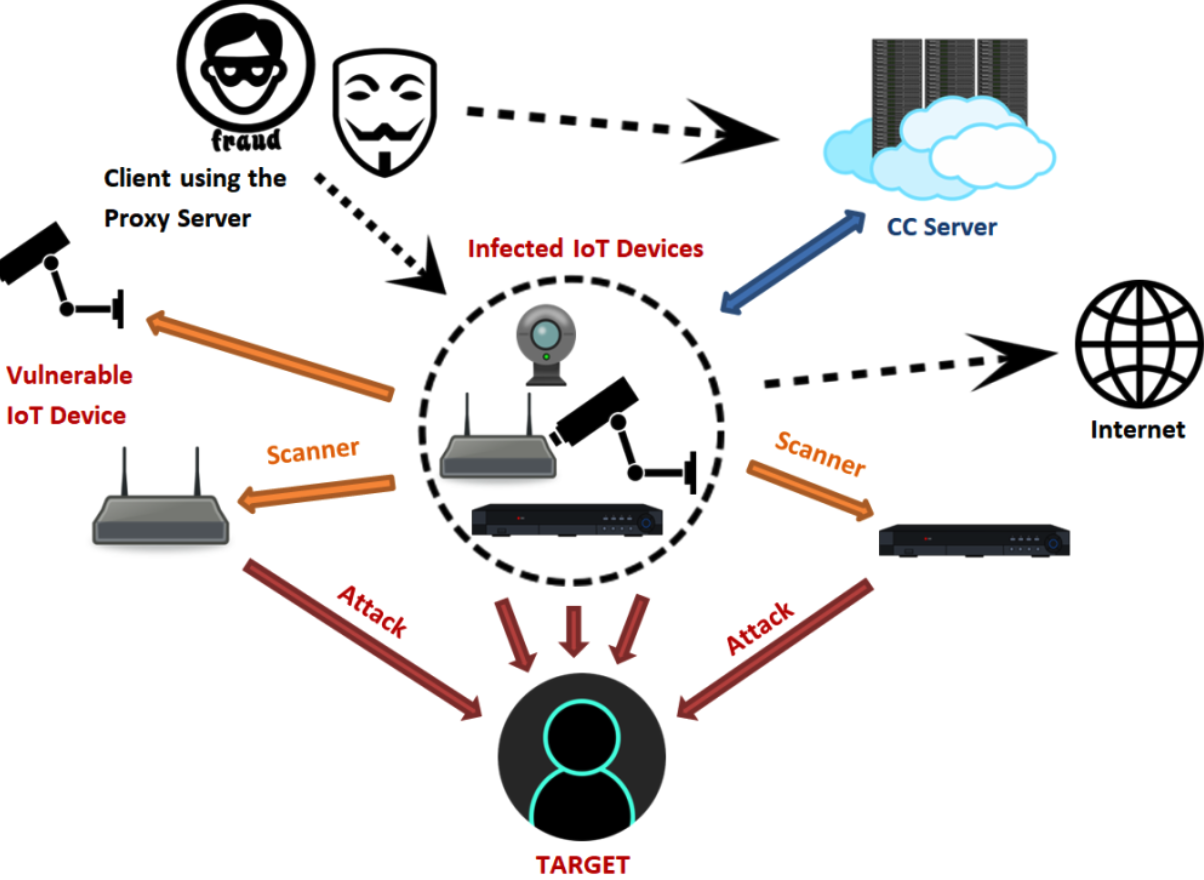 fraud
Client using the
Proxy Server
CC Server
Infected IoT Devices
Vulnerable
IoT Device
Internet
Scanner
Scanner
Attack
Attack
TARGET